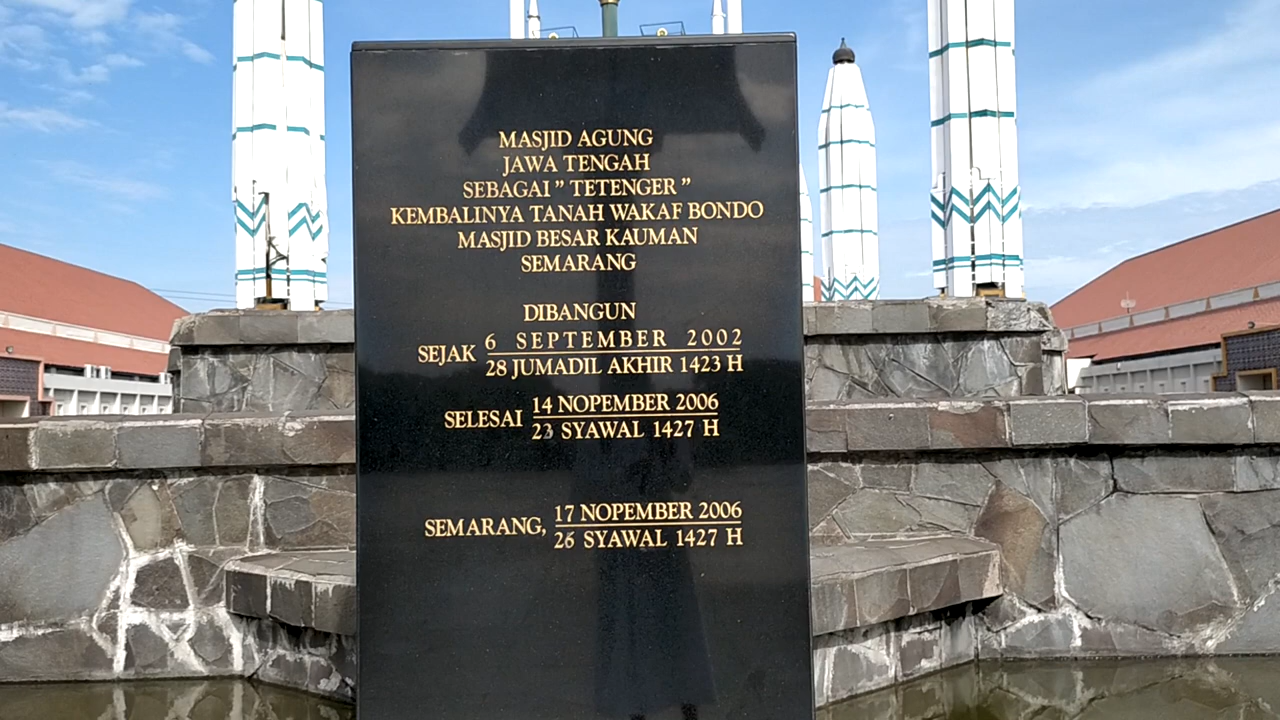 MASJID AGUNG
JAWA TENGAH
SEBAGAI " TETENGER "
KEMBALINYA TANAH WAKAF BONDO
MASJID BESAR KAUMAN
SEMARANG
DIBANGUN
SEJAK 6 SEPTEMBER 2002
28 JUMADIL AKHIR 1423 H
SELESAI 14 NOPEMBER 2006
23 SYAWAL 1427 H
SEMARANG, 17 NOPEMBER 2006
26 SYAWAL 1427 H